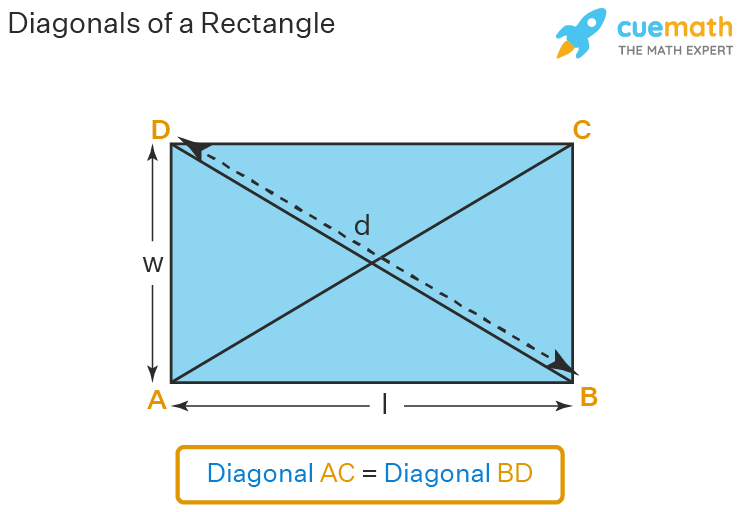 Diagonals of a Rectangle
cuemath
THE MATH EXPERT
D
C
d
w
A
l
B
Diagonal AC = Diagonal BD